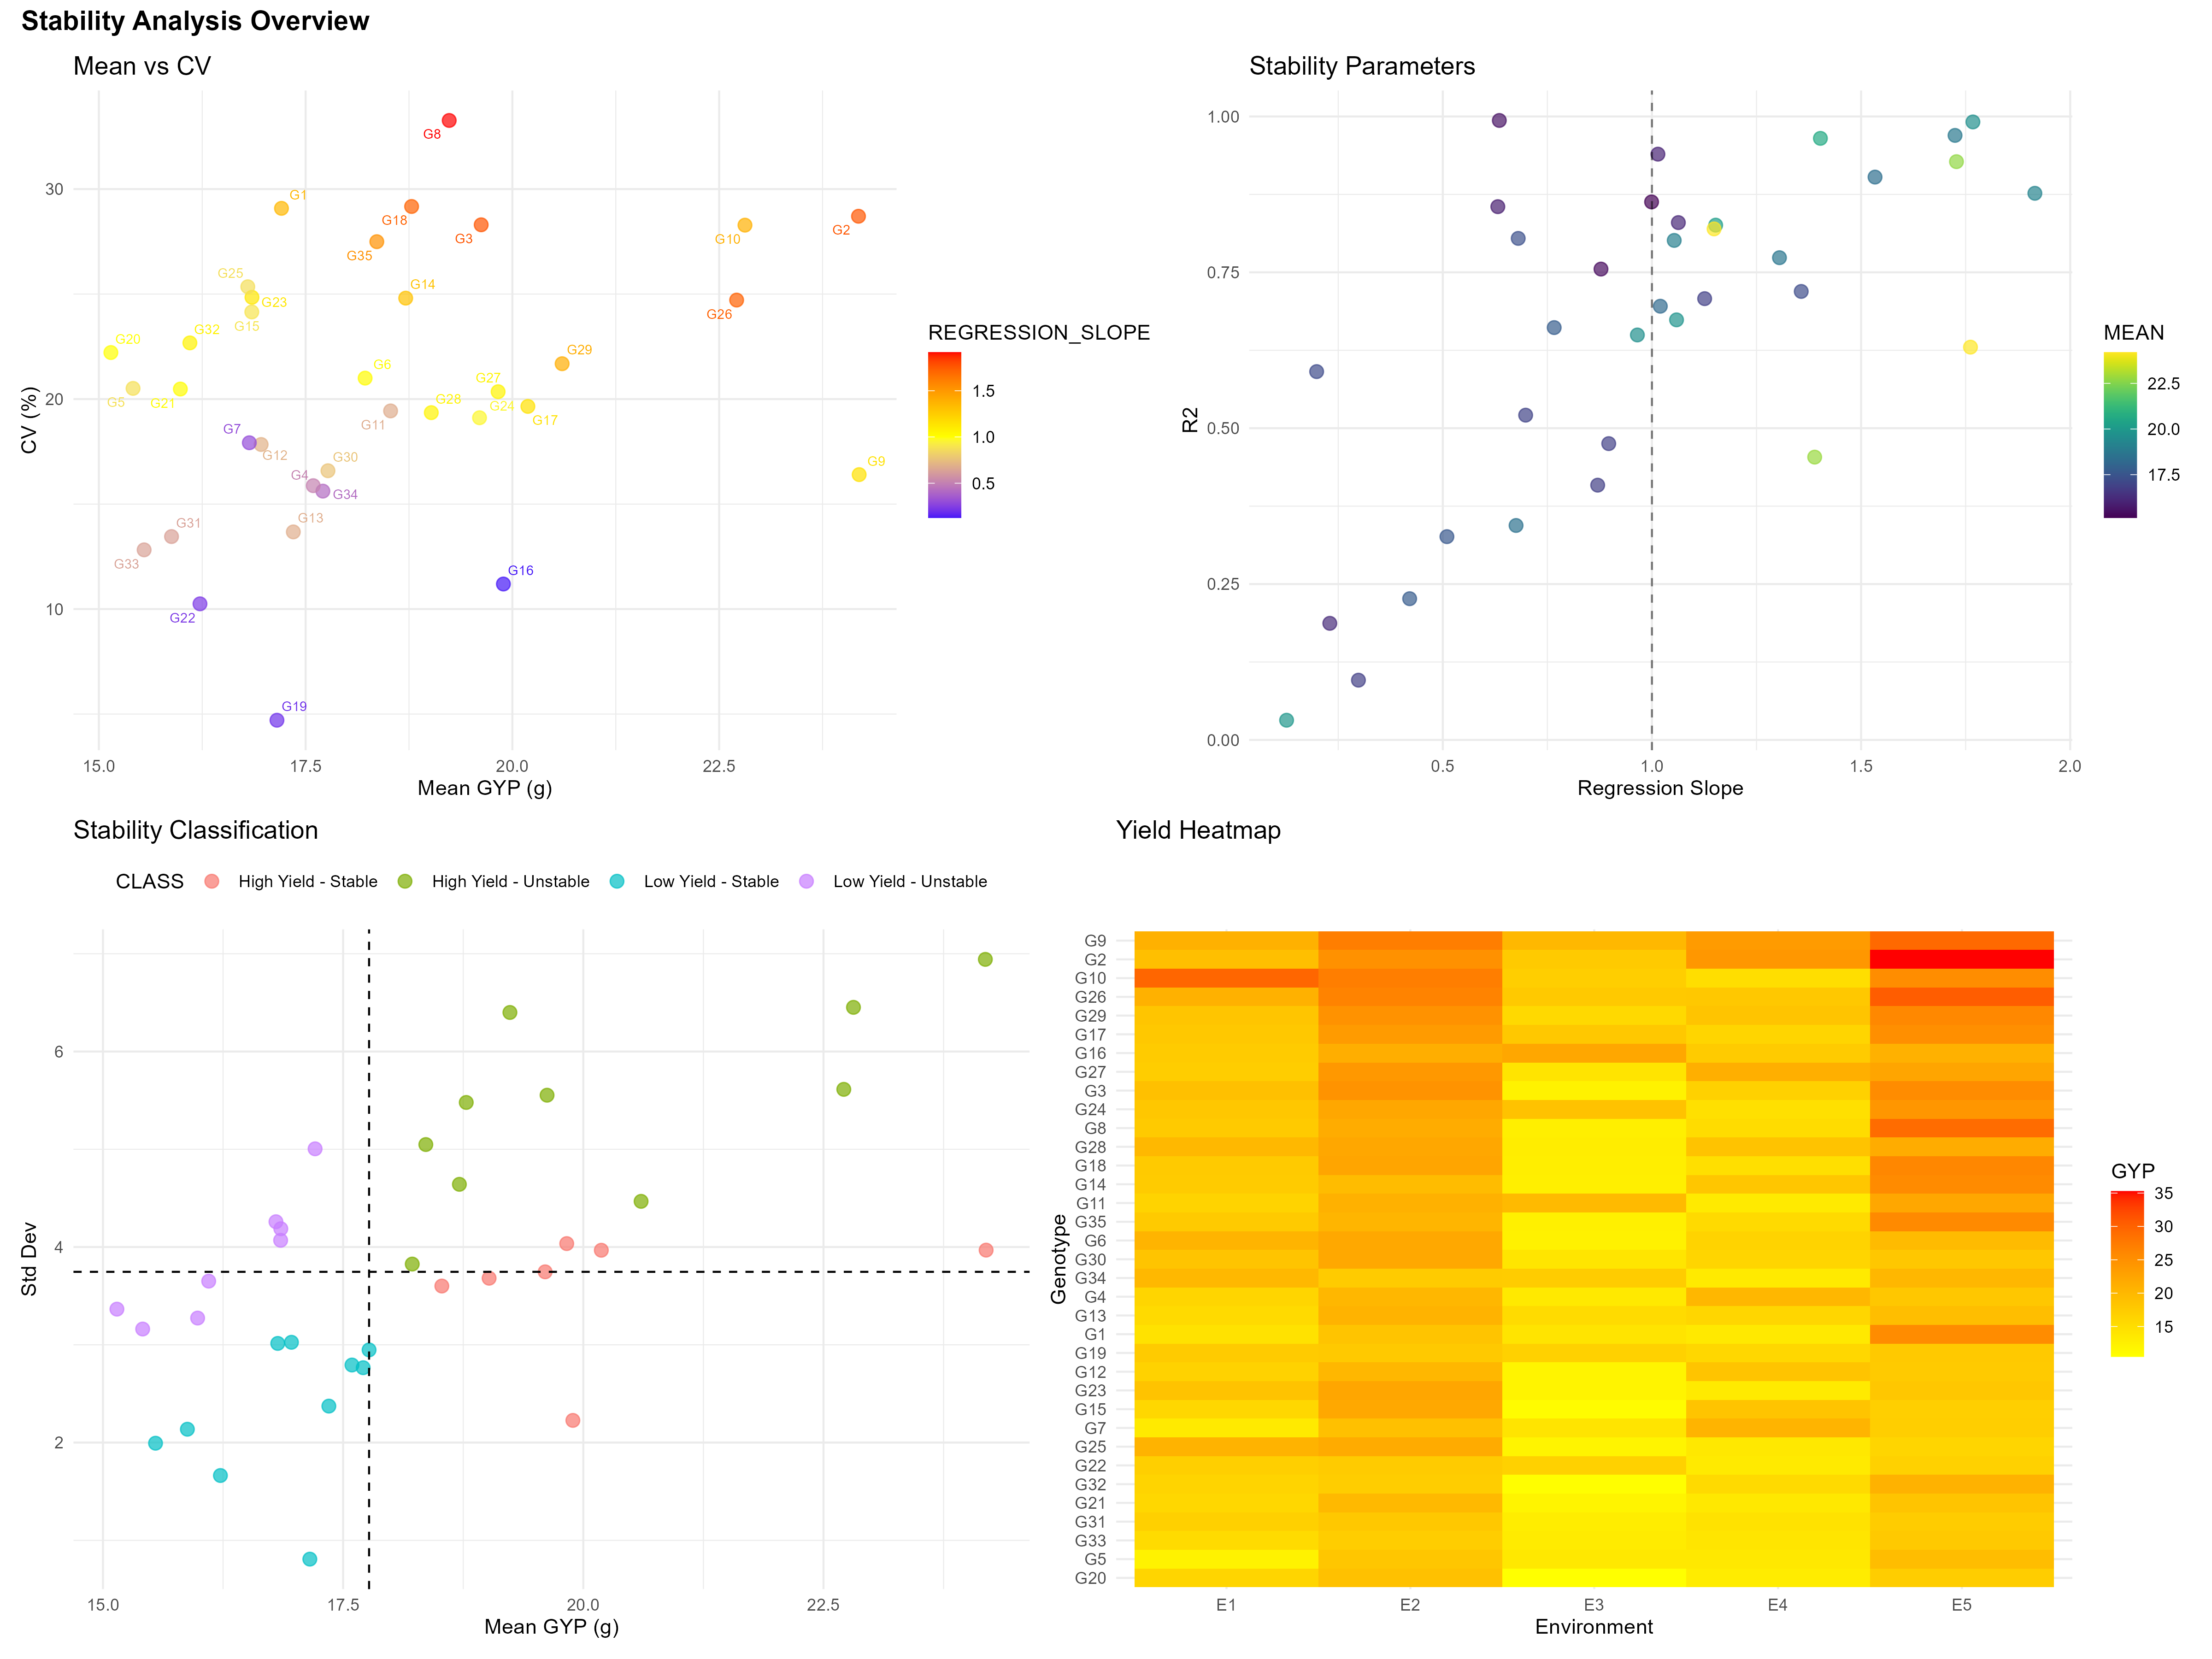 Stability Analysis Overview
Mean vs CV
CV (%)
30
20
10
G8
G1
G18
G3
G35
G10
G2
G25
G23
G15
G14
G26
G20
G32
G29
G6
G27
G5
G21
G28
G24
G17
G11
G7
G12
G30
G9
G4
G34
G31
G13
G33
G16
G22
G19
15.0 17.5 20.0 22.5
Mean GYP (g)
REGRESSION_SLOPE
1.5
1.0
0.5
Stability Parameters
R2
1.00
0.75
0.50
0.25
0.00
0.5 1.0 1.5 2.0
Regression Slope
MEAN
22.5
20.0
17.5
Stability Classification
CLASS High Yield - Stable High Yield - Unstable Low Yield - Stable Low Yield - Unstable
Std Dev
6
4
2
15.0 17.5 20.0 22.5
Mean GYP (g)
Yield Heatmap
Genotype
G9
G2
G10
G26
G29
G17
G16
G27
G3
G24
G8
G28
G18
G14
G11
G35
G6
G30
G34
G4
G13
G1
G19
G12
G23
G15
G7
G25
G22
G32
G21
G31
G33
G5
G20
E1 E2 E3 E4 E5
Environment
GYP
35
30
25
20
15